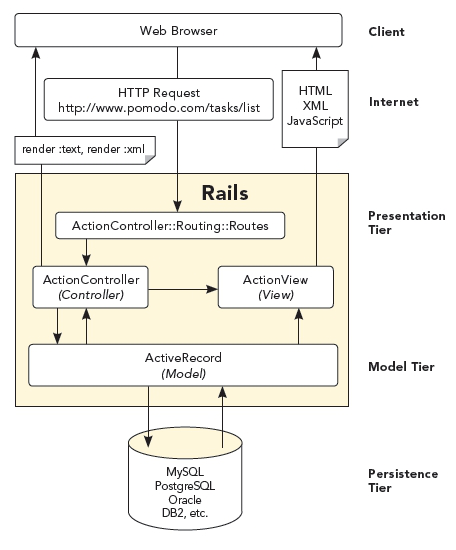 Web Browser
Client
HTTP Request
http://www.pomodo.com/tasks/list
HTML
XML
JavaScript
Internet
render :text, render :xml
Rails
Presentation
Tier
ActionController::Routing::Routes
ActionController
(Controller)
ActionView
(View)
ActiveRecord
(Model)
Model Tier
MySQL
PostgreSQL
Oracle
DB2, etc.
Persistence
Tier